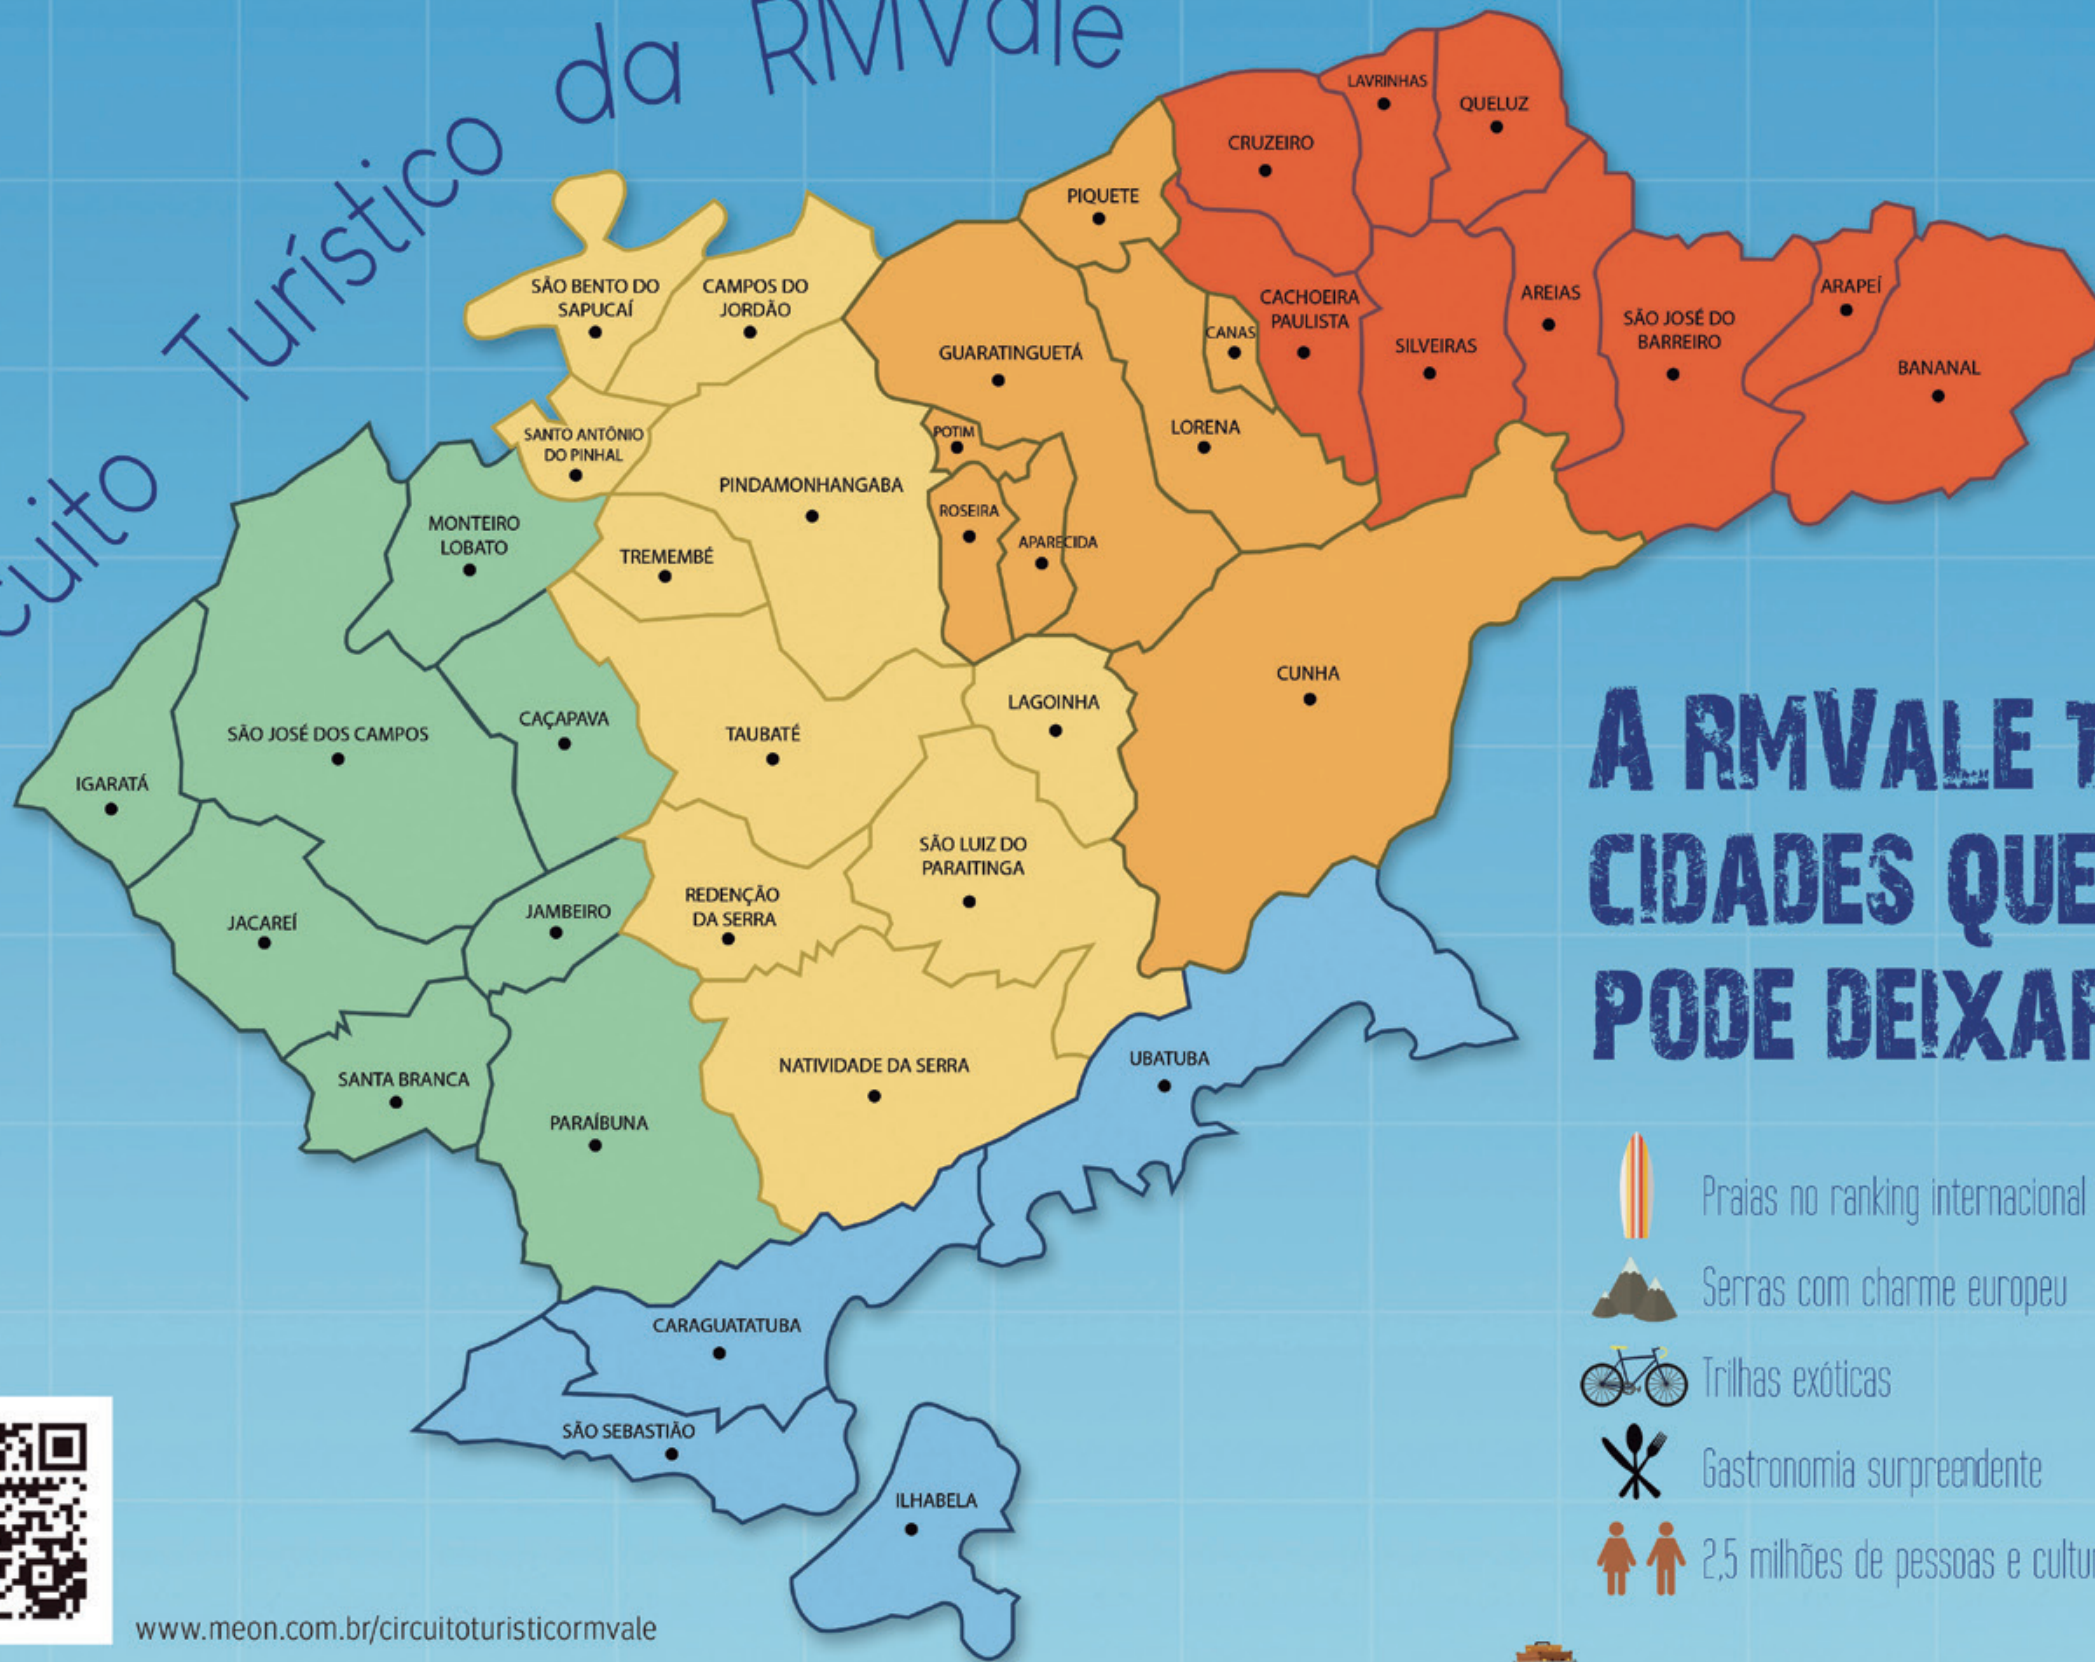 da RMVale
Turístico
cuito
LAVRINHAS
QUELUZ
CRUZEIRO
PIQUETE
SÃO BENTO DO
SAPUCAÍ
CAMPOS DO
JORDÃO
CACHOEIRA
PAULISTA
CANAS
AREIAS
ARAPEÍ
SÃO JOSÉ DO
BARREIRO
SILVEIRAS
GUARATINGUETÁ
BANANAL
LORENA
POTIM
SANTO ANTÔNIO
DO PINHAL
PINDAMONHANGABA
ROSEIRA
APARECIDA
MONTEIRO
LOBATO
TREMEMBÉ
CUNHA
LAGOINHA
CAÇAPAVA
TAUBATÉ
SÃO JOSÉ DOS CAMPOS
IGARATÁ
SÃO LUIZ DO
PARAITINGA
REDENÇÃO
DA SERRA
JAMBEIRO
JACAREÍ
NATIVIDADE DA SERRA
UBATUBA
SANTA BRANCA
PARAÍBUNA
CARAGUATATUBA
SÃO SEBASTIÃO
ILHABELA
A RMVALE T
CIDADES QUE
PODE DEIXAR
Praias no ranking internacional
Serras com charme europeu
Trilhas exóticas
Gastronomia surpreendente
2,5 milhões de pessoas e cultu
www.meon.com.br/circuitoturisticormvale